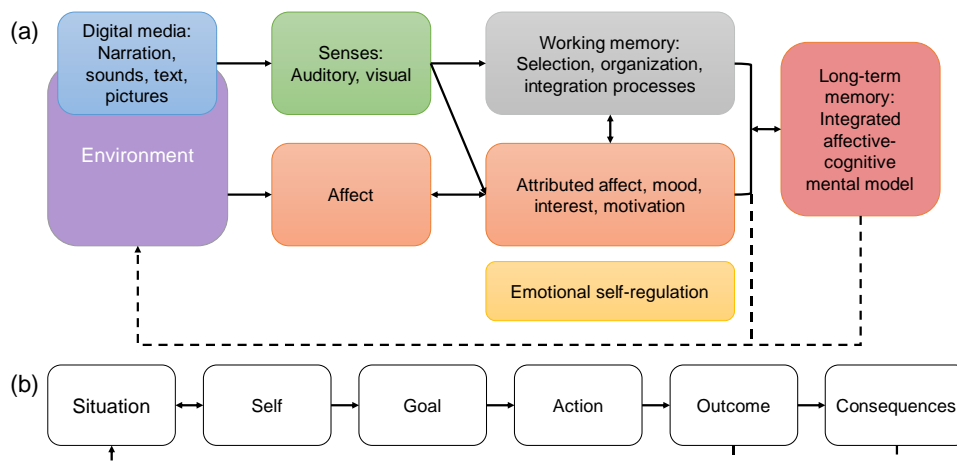 (a)
Digital media:
Narration,
sounds, text,
pictures
Environment
Senses:
Auditory, visual
Affect
Working memory:
Selection, organization,
integration processes
Attributed affect, mood,
interest, motivation
Emotional self-regulation
Long-term
memory:
Integrated
affective-
cognitive
mental model
(b)
Situation
Self
Goal
Action
Outcome
Consequences